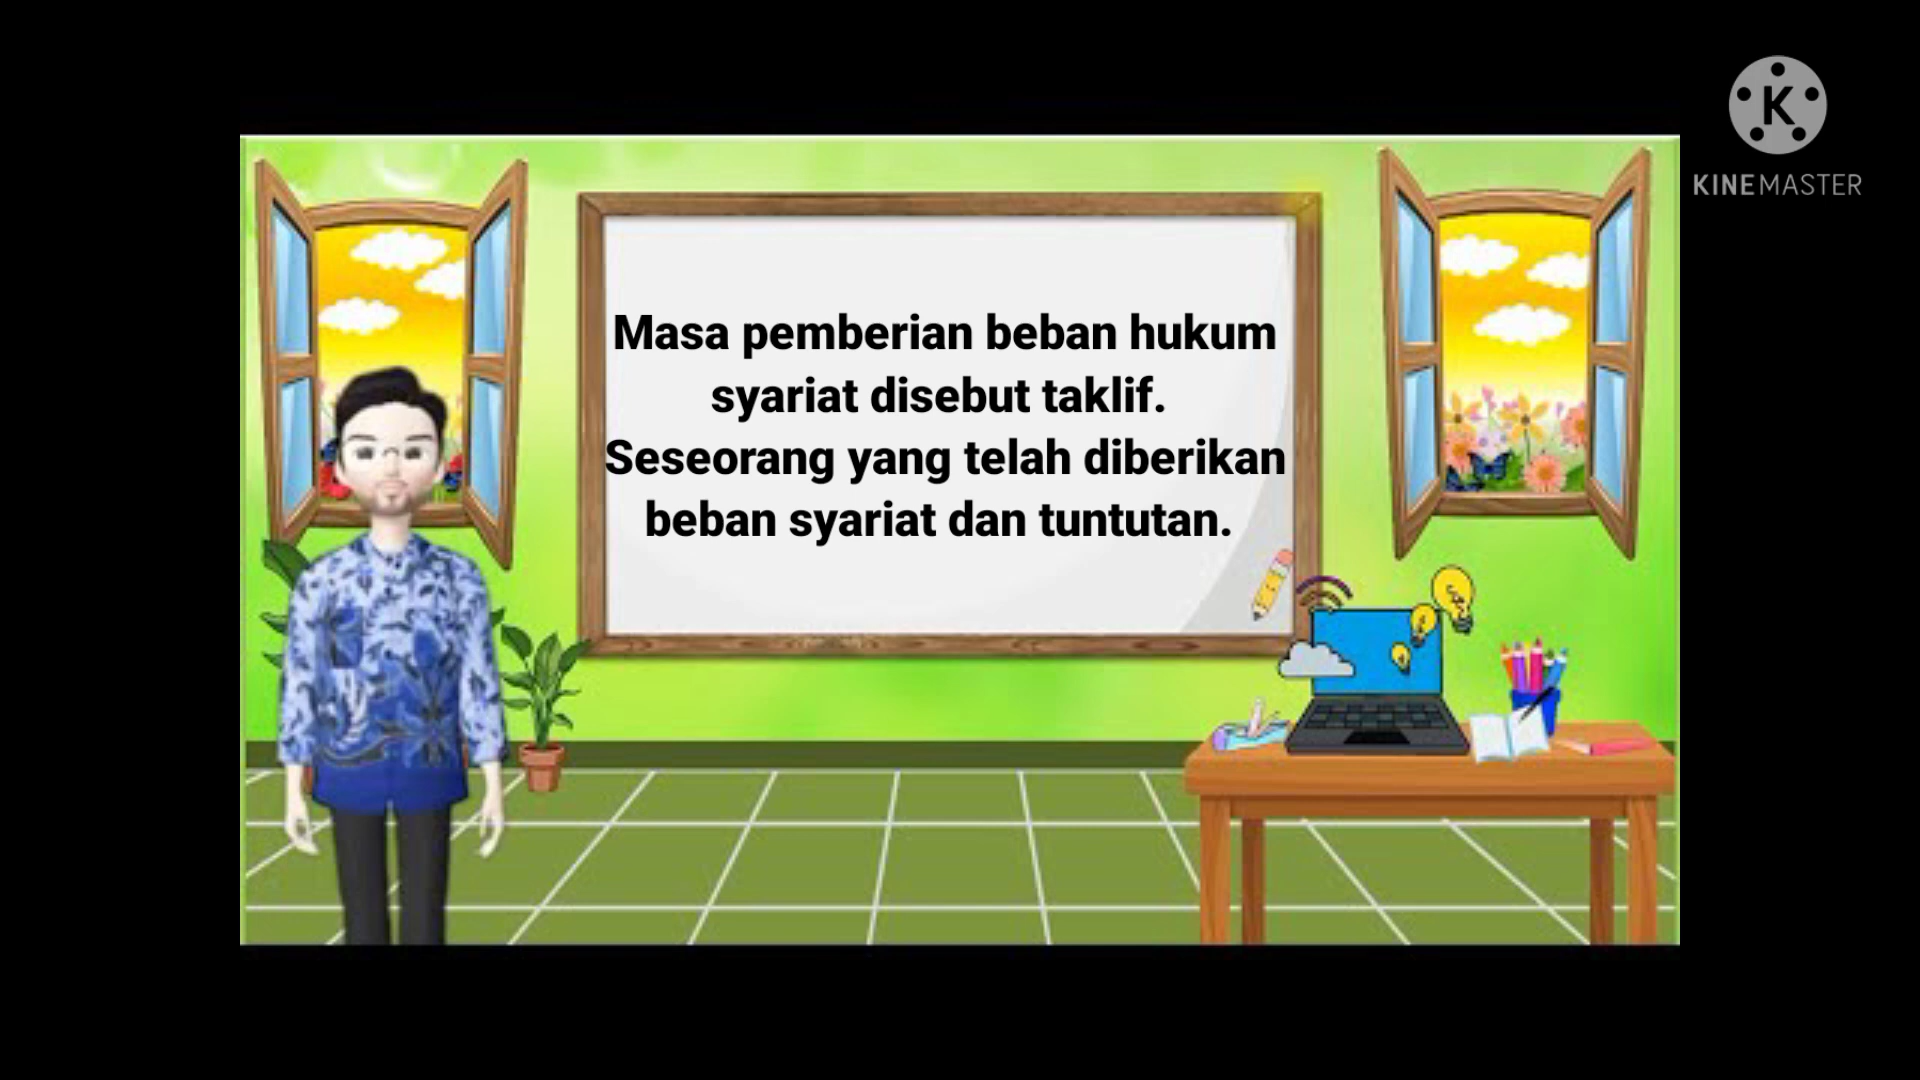 K
KINEMASTER
Masa pemberian beban hukum
syariat disebut taklif.
Seseorang yang telah diberikan
beban syariat dan tuntutan.